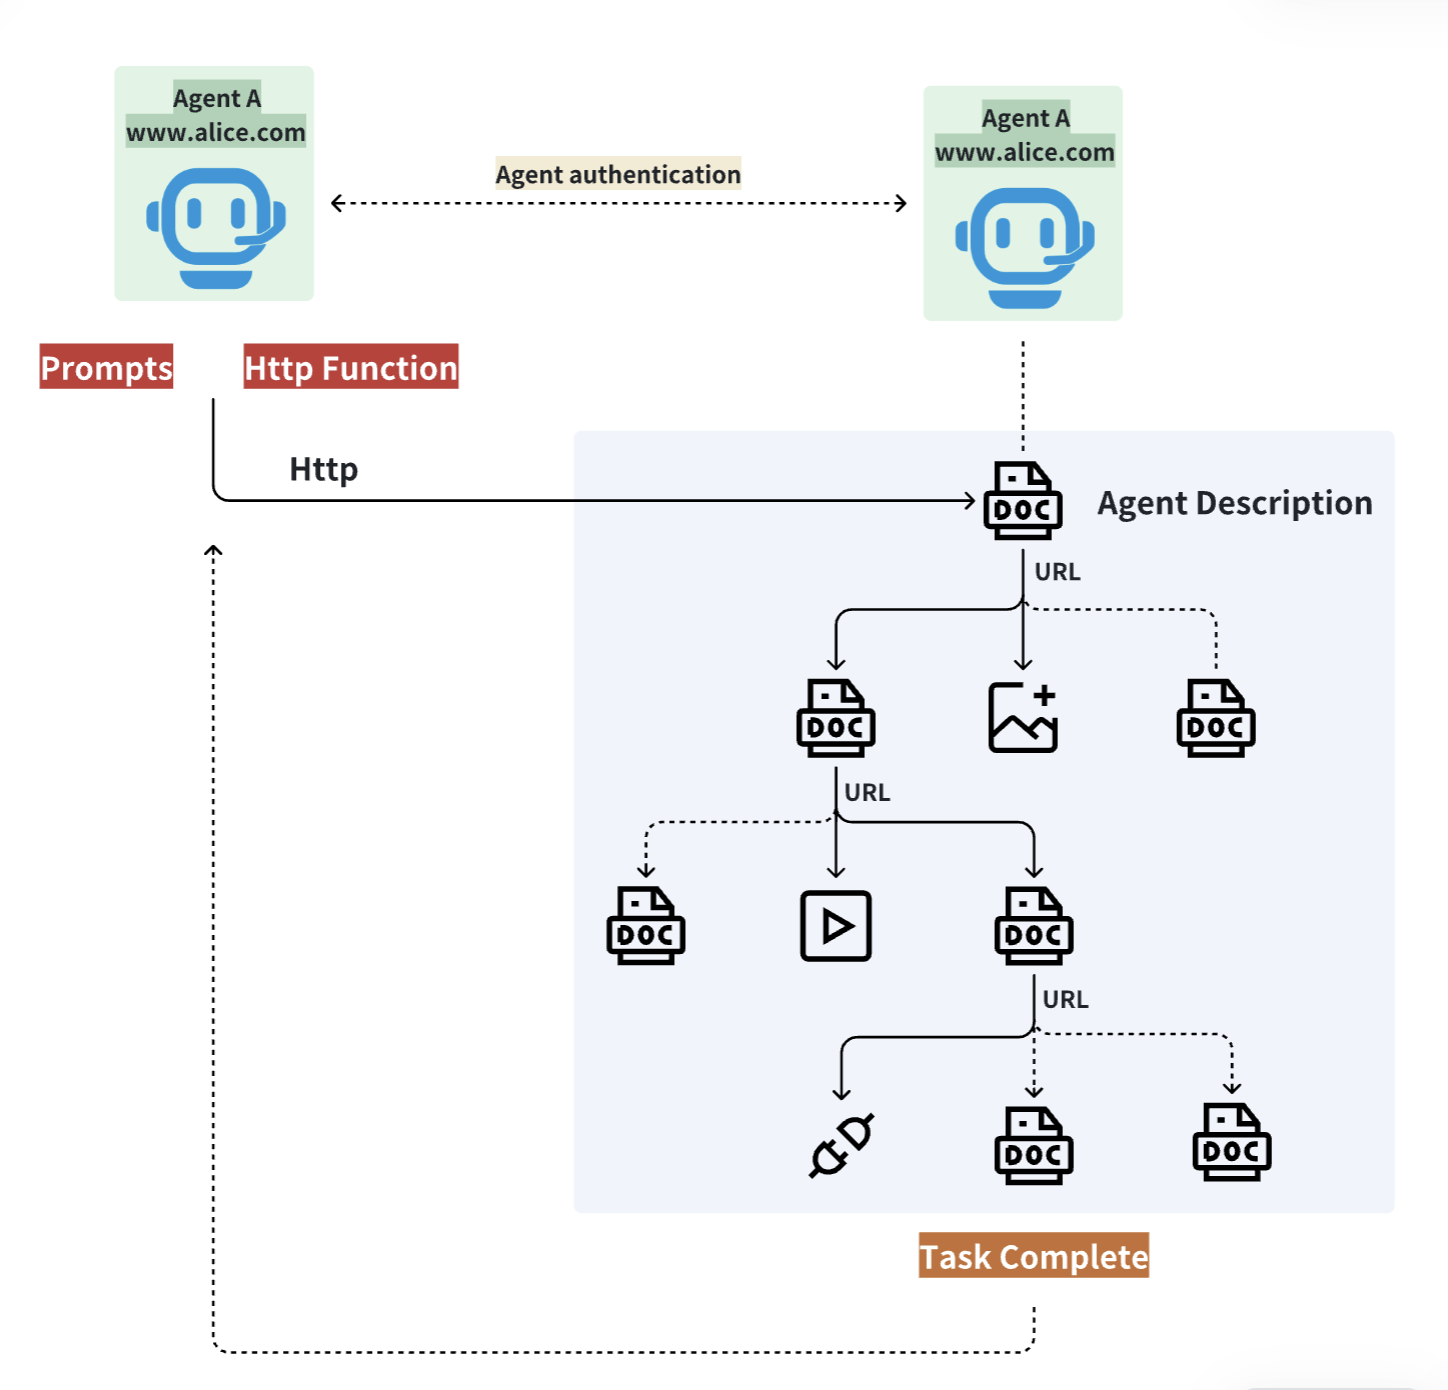 Agent A
www.alice.com
Agent A
www.alice.com
Agent authentication
Prompts
Http Function
Http
DOC
Agent Description
URL
DOC
DOC
URL
DOC
DOC
URL
DOC
DOC
Task Complete